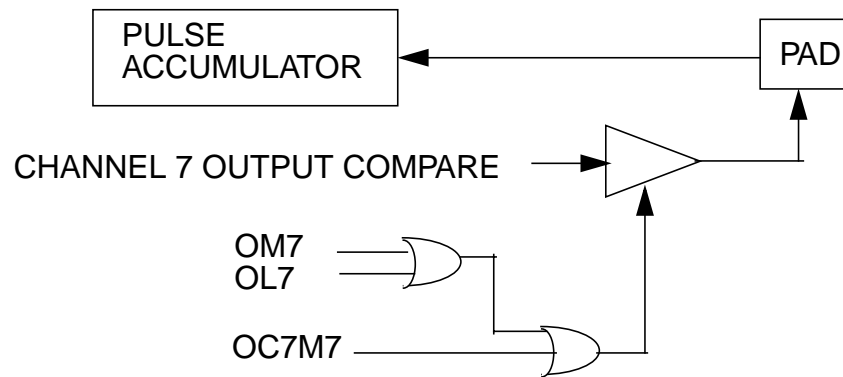 PULSE
ACCUMULATOR
PAD
CHANNEL 7 OUTPUT COMPARE
OM7
OL7
OC7M7